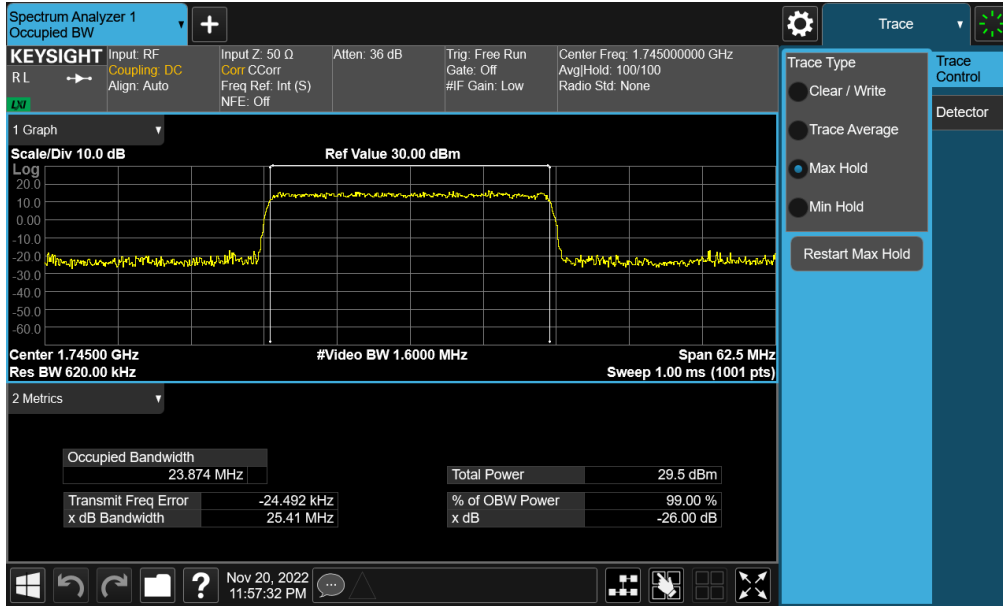 Spectrum Analyzer 1
Occupied BW
+
Trace
KEYSIGHT
RL
LXI
Input: RF
Coupling: DC
Align: Auto
Input Z: 50 Ω
Corr CCorr
Freq Ref: Int (S)
NFE: Off
Atten: 36 dB
Trig: Free Run
Gate: Off
#IF Gain: Low
Center Freq: 1.745000000 GHz
Avg|Hold: 100/100
Radio Std: None
1 Graph
Scale/Div 10.0 dB
Ref Value 30.00 dBm
Log
20.0
10.0
0.00
-10.0
-20.0
-30.0
-40.0
-50.0
-60.0
Center 1.74500 GHz
#Video BW 1.6000 MHz
Span 62.5 MHz
Res BW 620.00 kHz
Sweep 1.00 ms (1001 pts)
2 Metrics
Occupied Bandwidth
23.874 MHz
Total Power 29.5 dBm
Transmit Freq Error -24.492 kHz
% of OBW Power 99.00 %
x dB Bandwidth 25.41 MHz
x dB -26.00 dB
Trace Type
Clear / Write
Trace Average
Max Hold
Min Hold
Restart Max Hold
Trace
Control
Detector
?
Nov 20, 2022
11:57:32 PM